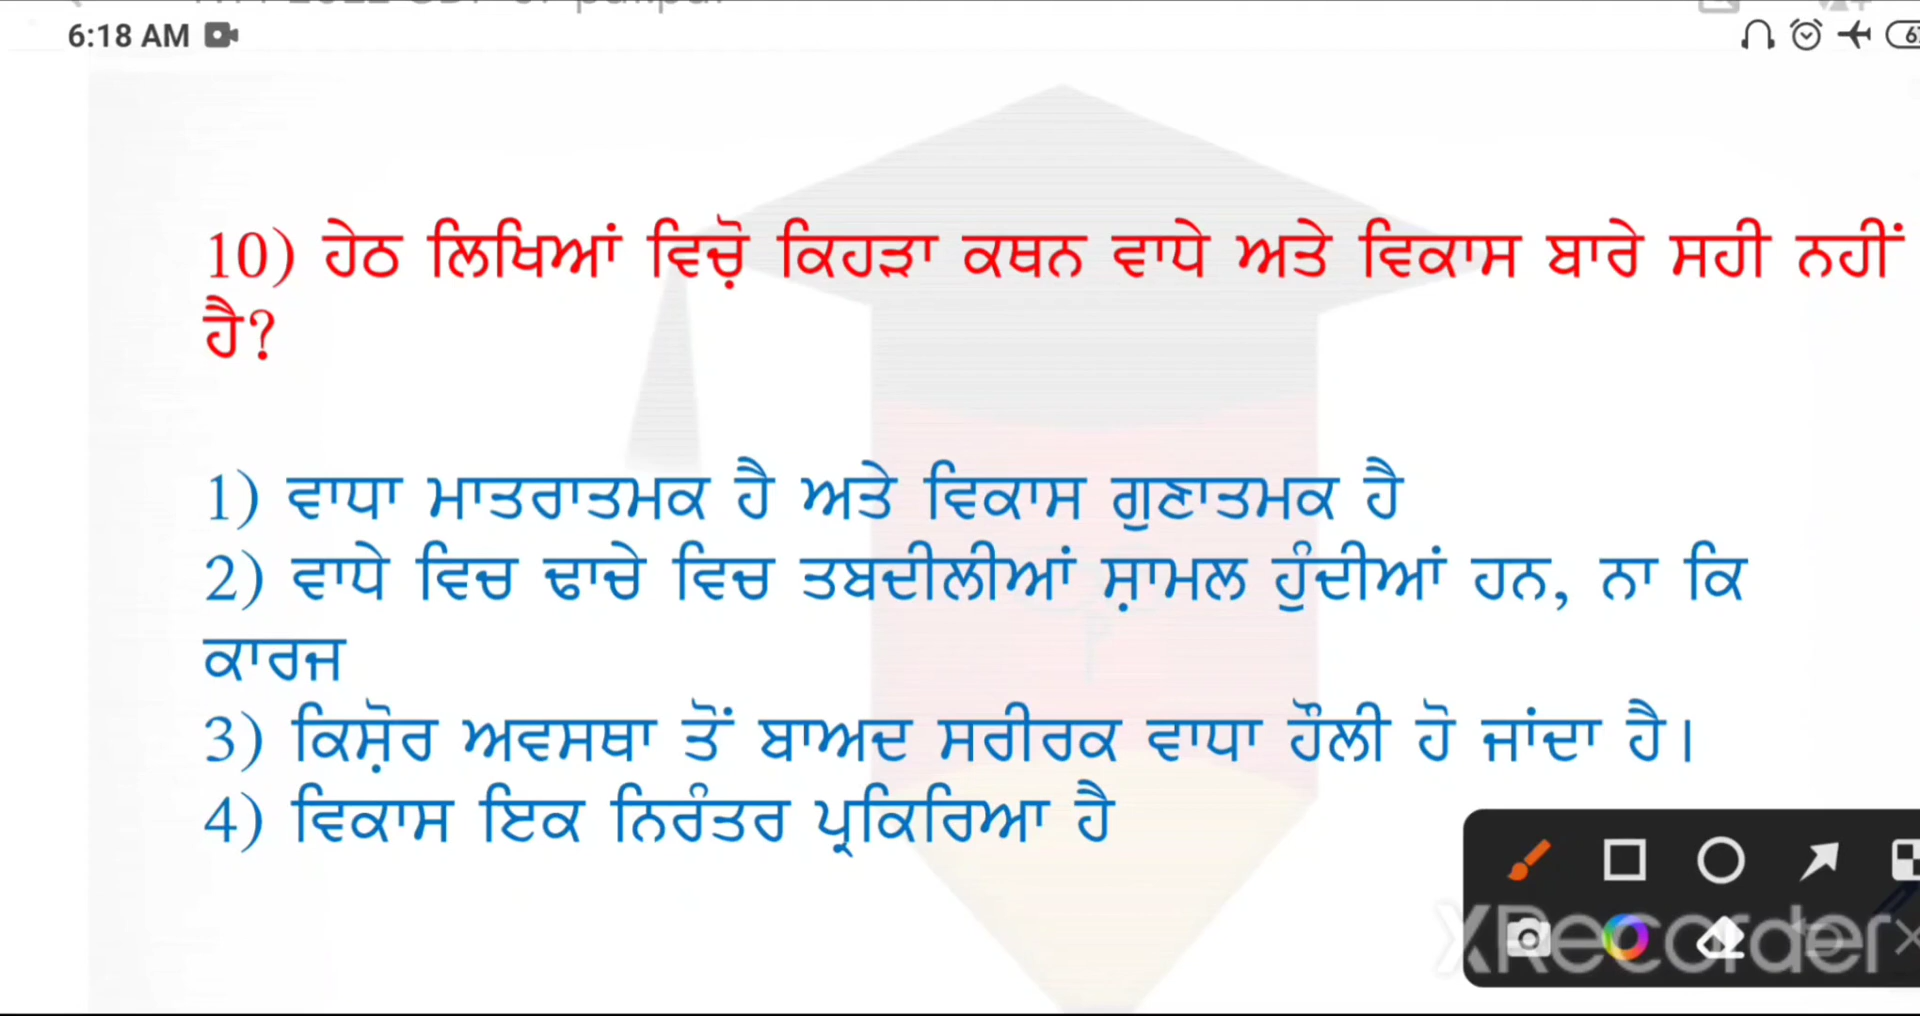 6:18 AM
10) ਹੇਠ ਲਿਖਿਆਂ ਵਿਚੋਂ ਕਿਹੜਾ ਕਥਨ ਵਾਧੇ ਅਤੇ ਵਿਕਾਸ ਬਾਰੇ ਸਹੀ ਨਹੀਂ
ਹੈ?
1) ਵਾਧਾ ਮਾਤਰਾਤਮਕ ਹੈ ਅਤੇ ਵਿਕਾਸ ਗੁਣਾਤਮਕ ਹੈ
2) ਵਾਧੇ ਵਿਚ ਢਾਚੇ ਵਿਚ ਤਬਦੀਲੀਆਂ ਸ਼ਾਮਲ ਹੁੰਦੀਆਂ ਹਨ, ਨਾ ਕਿ
ਕਾਰਜ
3) ਕਿਸ਼ੋਰ ਅਵਸਥਾ ਤੋਂ ਬਾਅਦ ਸਰੀਰਕ ਵਾਧਾ ਹੌਲੀ ਹੋ ਜਾਂਦਾ ਹੈ।
4) ਵਿਕਾਸ ਇਕ ਨਿਰੰਤਰ ਪ੍ਰਕਿਰਿਆ ਹੈ
XRecorder